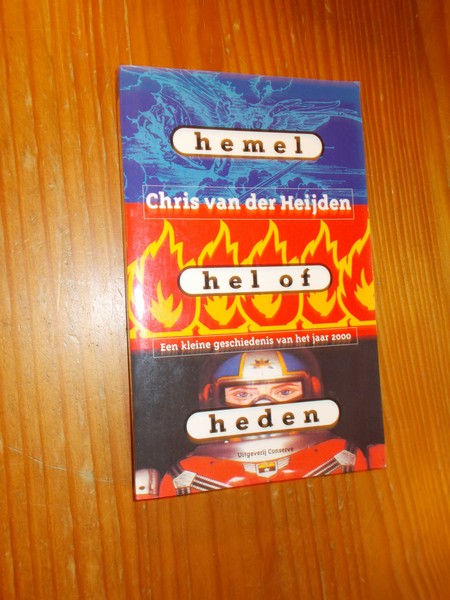 hemel
Chris van der Heijden
hel of
Een kleine geschiedenis van het jaar 2000
heden
Uitgeverij Conserve